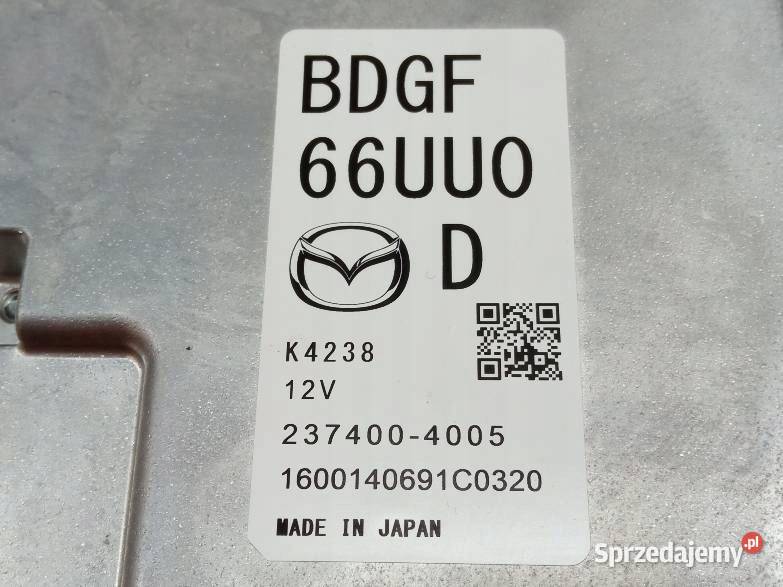 BDGF
66UU0
D
K4238
12V
237400-4005
1600140691C0320
MADE IN JAPAN
Sprzedajemy.pl